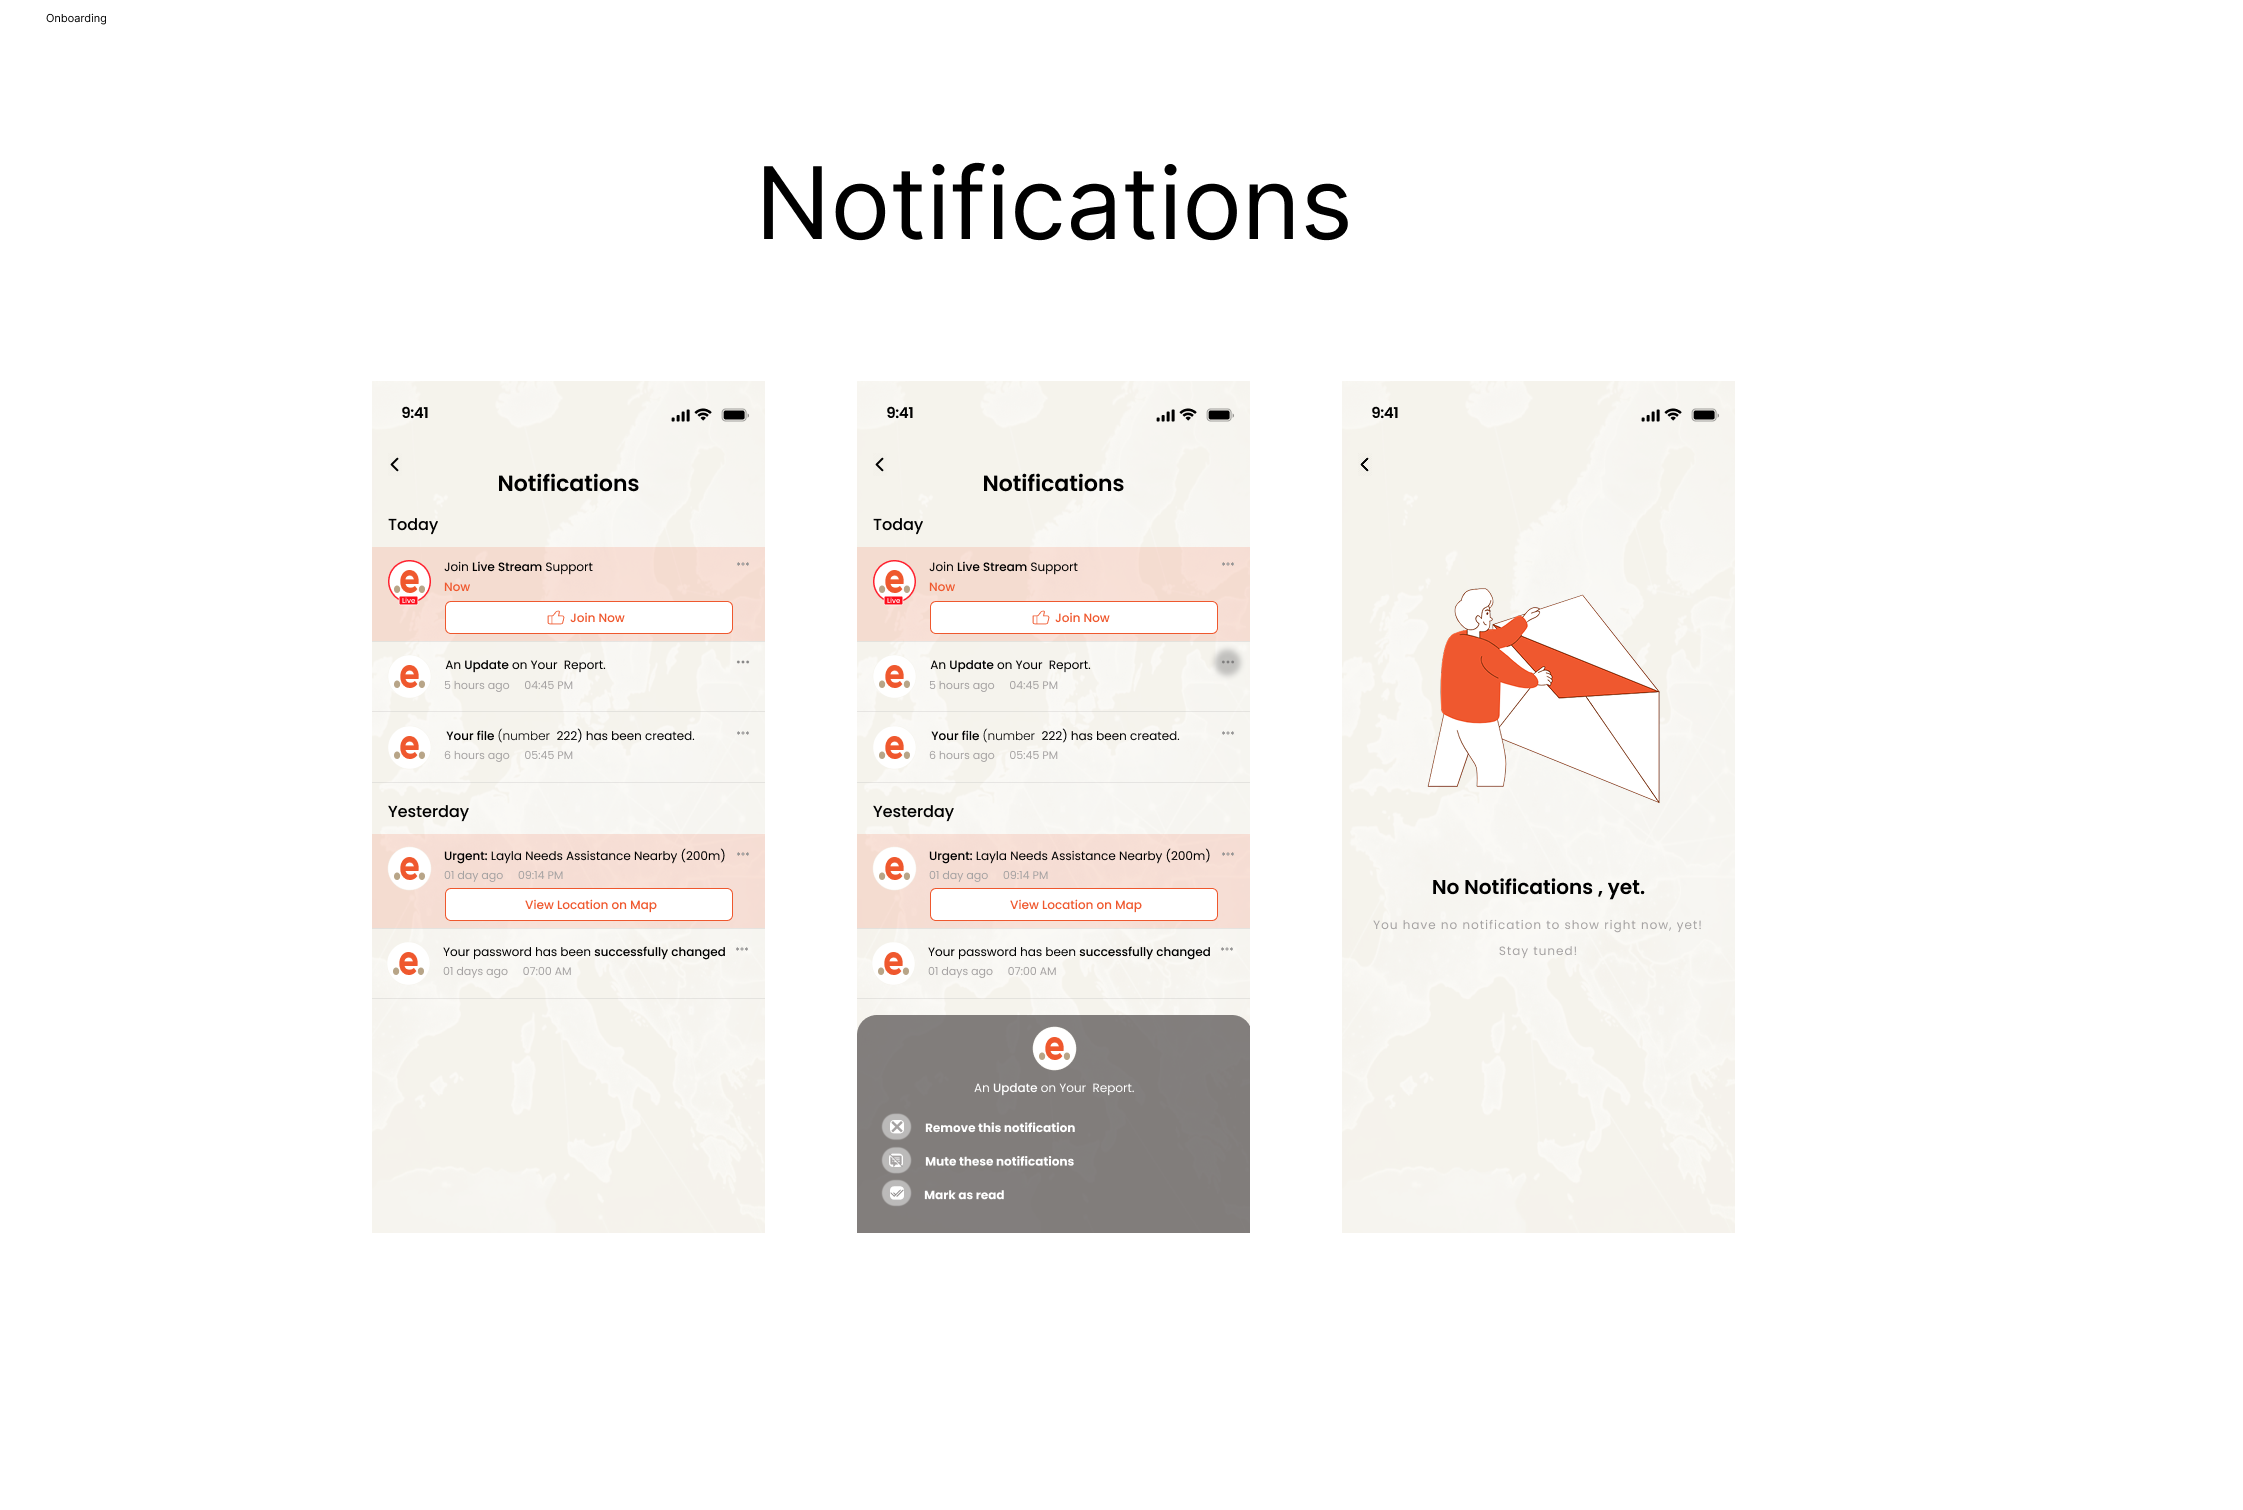 Onboarding
Notifications
9:41
Notifications
Today
e
Live
Join Live Stream Support
Now
Join Now
e
An Update on Your Report.
5 hours ago 04:45 PM
e
Your file (number 222) has been created.
6 hours ago 05:45 PM
Yesterday
e
Urgent: Layla Needs Assistance Nearby (200m)
01 day ago 09:14 PM
View Location on Map
e
Your password has been successfully changed
01 days ago 07:00 AM
9:41
Notifications
Today
e
Live
Join Live Stream Support
Now
Join Now
e
An Update on Your Report.
5 hours ago 04:45 PM
e
Your file (number 222) has been created.
6 hours ago 05:45 PM
Yesterday
e
Urgent: Layla Needs Assistance Nearby (200m)
01 day ago 09:14 PM
View Location on Map
e
Your password has been successfully changed
01 days ago 07:00 AM
e
An Update on Your Report.
Remove this notification
Mute these notifications
Mark as read
9:41
No Notifications , yet.
You have no notification to show right now, yet!
Stay tuned!